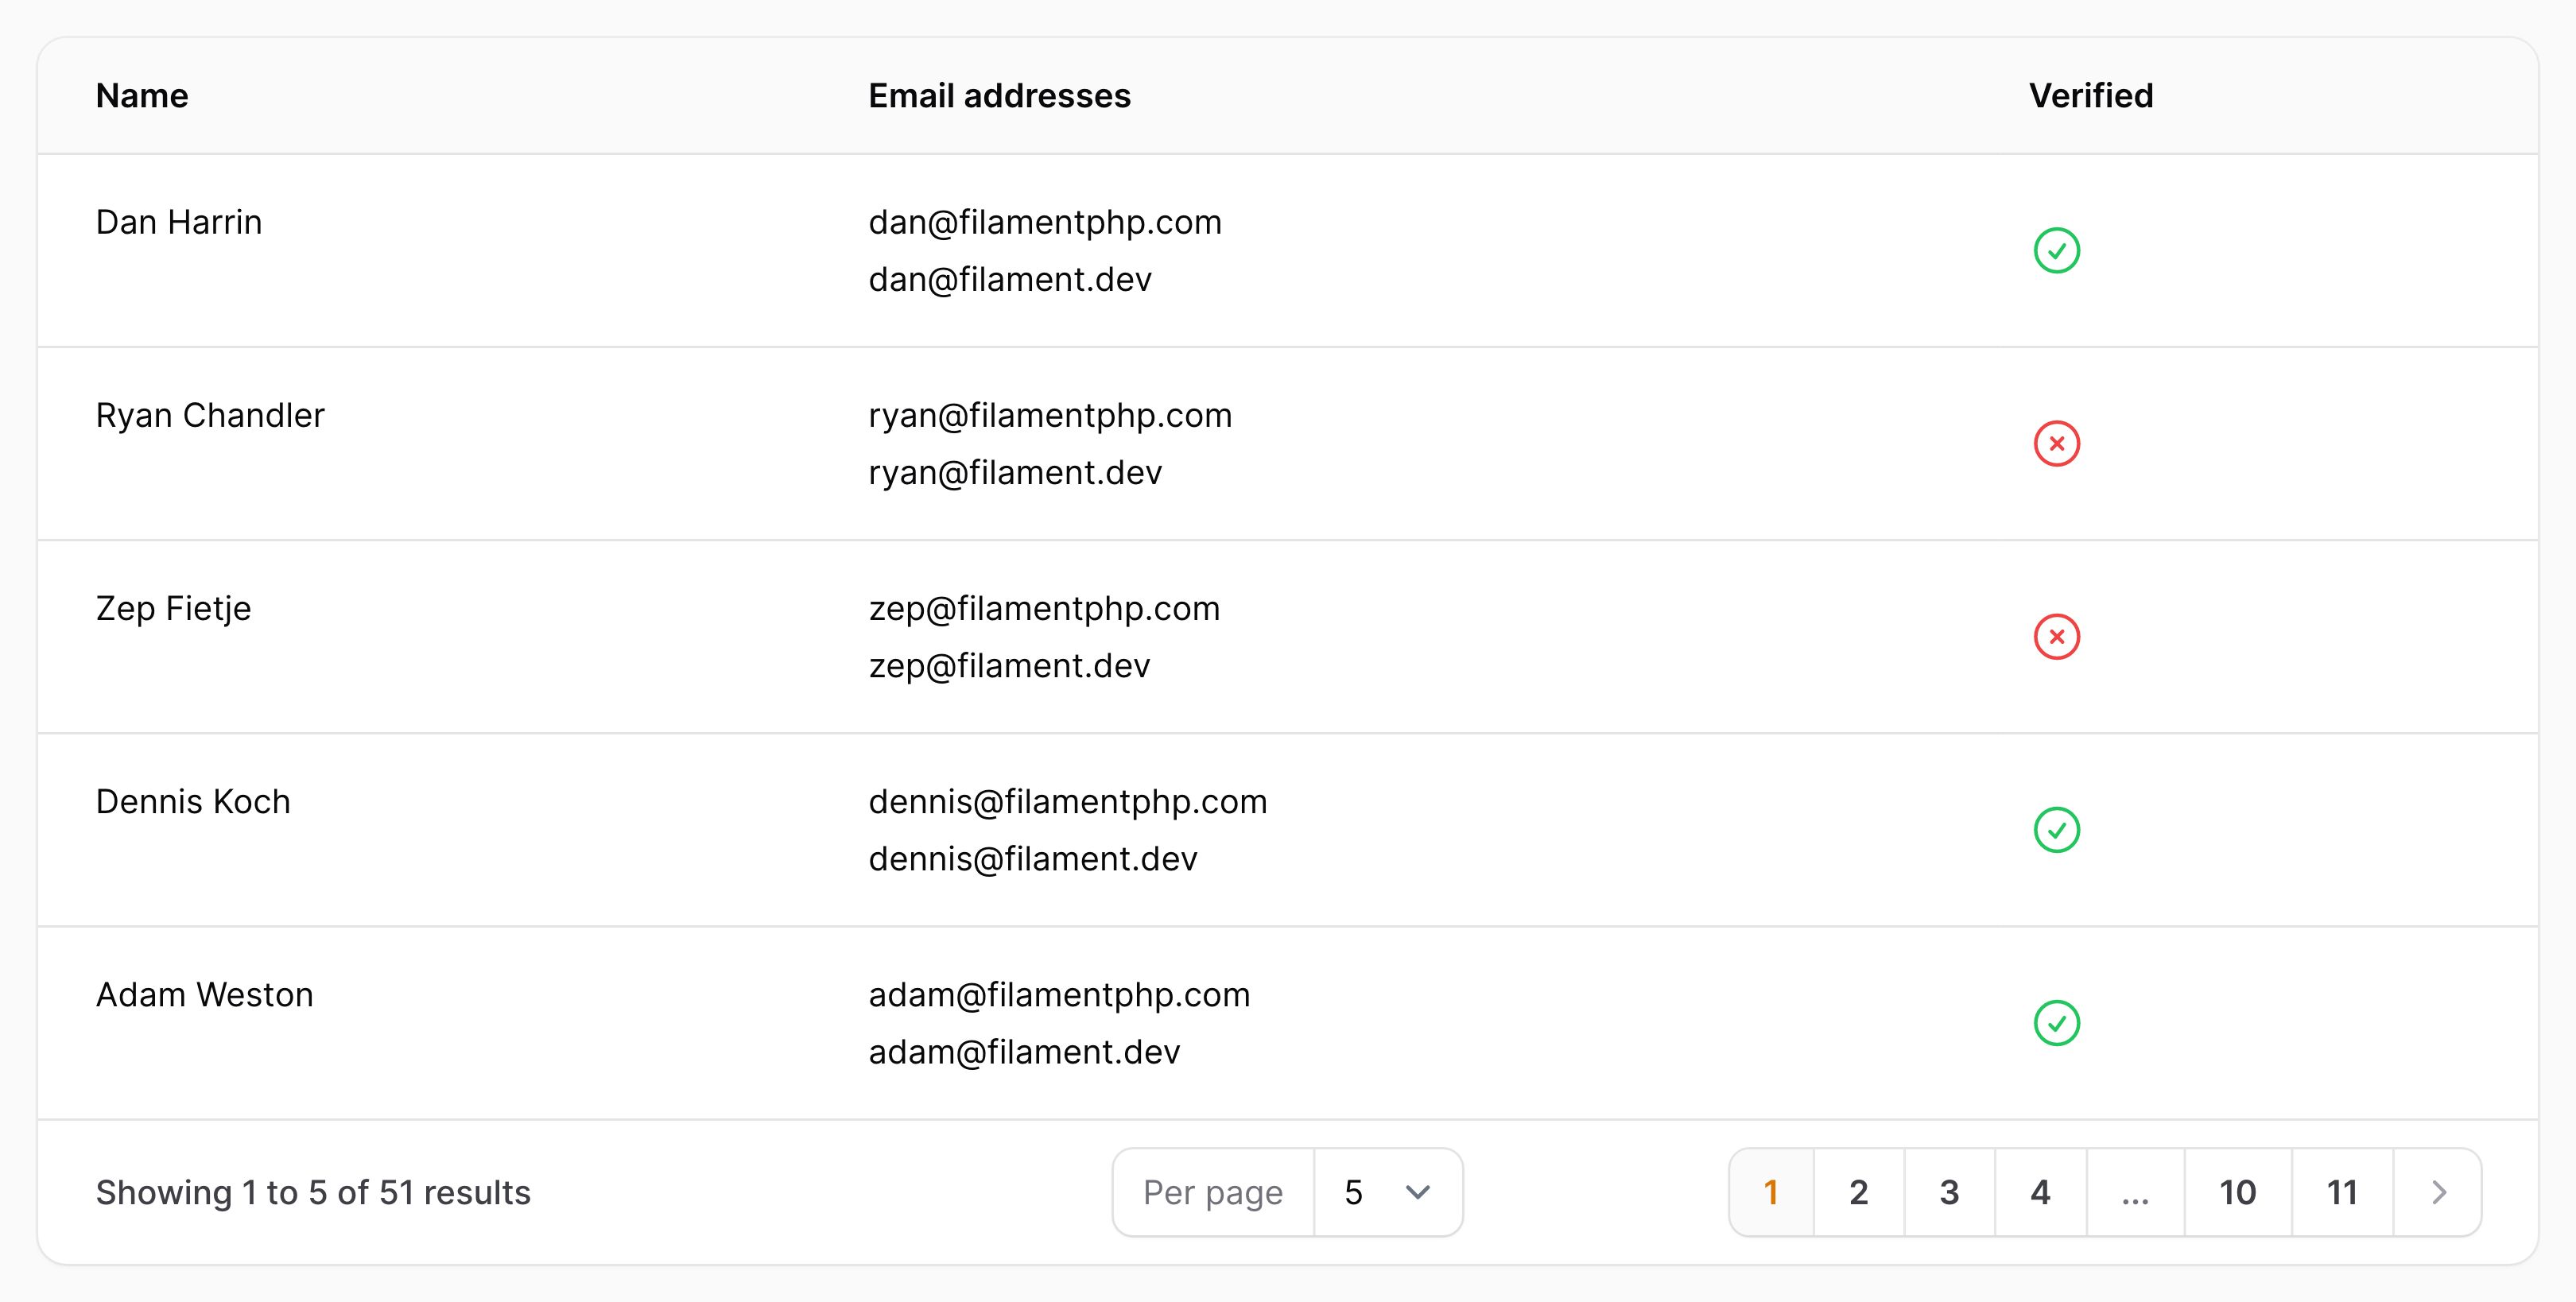 Name Email addresses Verified
Dan Harrin dan@filamentphp.com
dan@filament.dev
Ryan Chandler ryan@filamentphp.com
ryan@filament.dev
Zep Fietje zep@filamentphp.com
zep@filament.dev
Dennis Koch dennis@filamentphp.com
dennis@filament.dev
Adam Weston adam@filamentphp.com
adam@filament.dev
Showing 1 to 5 of 51 results Per page 5 1 2 3 4 ... 10 11